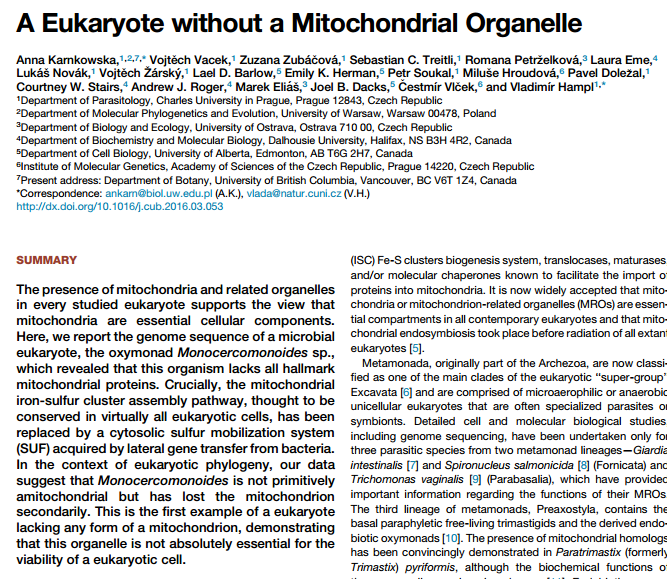 A Eukaryote without a Mitochondrial Organelle
Anna Karnkowska,1,2,7,* Vojtěch Vacek,1 Zuzana Zubáčová,1 Sebastian C. Treitli,1 Romana Petrželková,3 Laura Eme,4
Lukáš Novák,1 Vojtěch Žárský,1 Lael D. Barlow,5 Emily K. Herman,5 Petr Soukal,1 Miluše Hroudová,6 Pavel Doležal,1
Courtney W. Stairs,4 Andrew J. Roger,4 Marek Eliáš,3 Joel B. Dacks,5 Čestmír Vlček,6 and Vladimír Hampl1,*
1Department of Parasitology, Charles University in Prague, Prague 12843, Czech Republic
2Department of Molecular Phylogenetics and Evolution, University of Warsaw, Warsaw 00478, Poland
3Department of Biology and Ecology, University of Ostrava, Ostrava 710 00, Czech Republic
4Department of Biochemistry and Molecular Biology, Dalhousie University, Halifax, NS B3H 4R2, Canada
5Department of Cell Biology, University of Alberta, Edmonton, AB T6G 2H7, Canada
6Institute of Molecular Genetics, Academy of Sciences of the Czech Republic, Prague 14220, Czech Republic
7Present address: Department of Botany, University of British Columbia, Vancouver, BC V6T 1Z4, Canada
*Correspondence: ankarn@biol.uw.edu.pl (A.K.), vlada@natur.cuni.cz (V.H.)
http://dx.doi.org/10.1016/j.cub.2016.03.053
SUMMARY
The presence of mitochondria and related organelles
in every studied eukaryote supports the view that
mitochondria are essential cellular components.
Here, we report the genome sequence of a microbial
eukaryote, the oxymonad Monocercomonoides sp.,
which revealed that this organism lacks all hallmark
mitochondrial proteins. Crucially, the mitochondrial
iron-sulfur cluster assembly pathway, thought to be
conserved in virtually all eukaryotic cells, has been
replaced by a cytosolic sulfur mobilization system
(SUF) acquired by lateral gene transfer from bacteria.
In the context of eukaryotic phylogeny, our data
suggest that Monocercomonoides is not primitively
amitochondrial but has lost the mitochondrion
secondarily. This is the first example of a eukaryote
lacking any form of a mitochondrion, demonstrating
that this organelle is not absolutely essential for the
viability of a eukaryotic cell.
(ISC) Fe-S clusters biogenesis system, translocases, maturases,
and/or molecular chaperones known to facilitate the import of
proteins into mitochondria. It is now widely accepted that mito-
chondria or mitochondrion-related organelles (MROs) are essen-
tial compartments in all contemporary eukaryotes and that mito-
chondrial endosymbiosis took place before radiation of all extant
eukaryotes [5].
Metamonada, originally part of the Archezoa, are now classi-
fied as one of the main clades of the eukaryotic "super-group"
Excavata [6] and are comprised of microaerophilic or anaerobic
unicellular eukaryotes that are often specialized parasites or
symbionts. Detailed cell and molecular biological studies,
including genome sequencing, have been undertaken only for
three parasitic species from two metamonad lineages—Giardia
intestinalis [7] and Spironucleus salmonicida [8] (Fornicata) and
Trichomonas vaginalis [9] (Parabasalia), which have provided
important information regarding the functions of their MROs.
The third lineage of metamonads, Preaxostyla, contains the
basal paraphyletic free-living trimastigids and the derived endo-
biotic oxymonads [10]. The presence of mitochondrial homologs
has been convincingly demonstrated in Paratrimastix (formerly
Trimastix) pyriformis, although the biochemical functions of